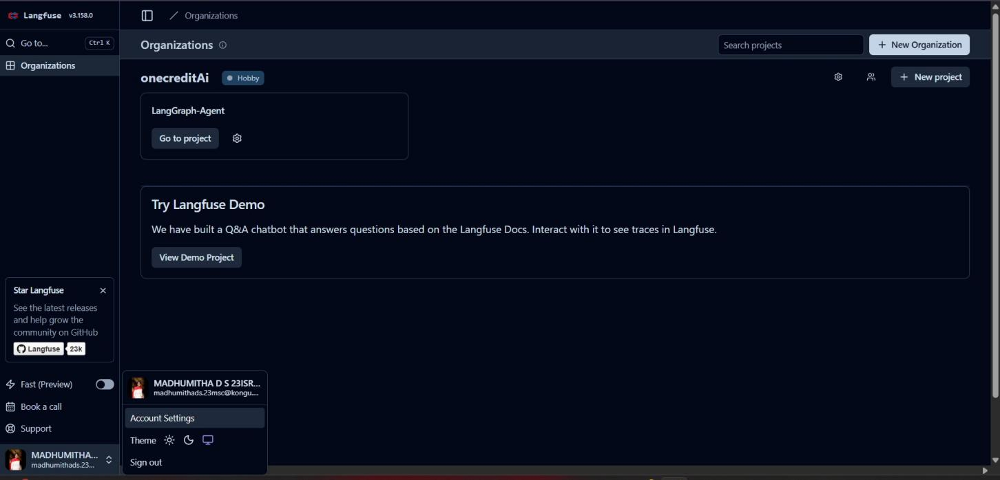 Langfuse v3.158.0
Organizations
Go to... Ctrl K
Organizations
Organizations
Search projects
+ New Organization
onecreditAi
Hobby
+ New project
LangGraph-Agent
Go to project
Try Langfuse Demo
We have built a Q&A chatbot that answers questions based on the Langfuse Docs. Interact with it to see traces in Langfuse.
View Demo Project
Star Langfuse
See the latest releases
and help grow the
community on GitHub
Langfuse 23k
Fast (Preview)
Book a call
Support
MADHUMITHA...
madhumithads.23...
MADHUMITHA D S 23ISR...
madhumithads.23msc@kongu....
Account Settings
Theme
Sign out